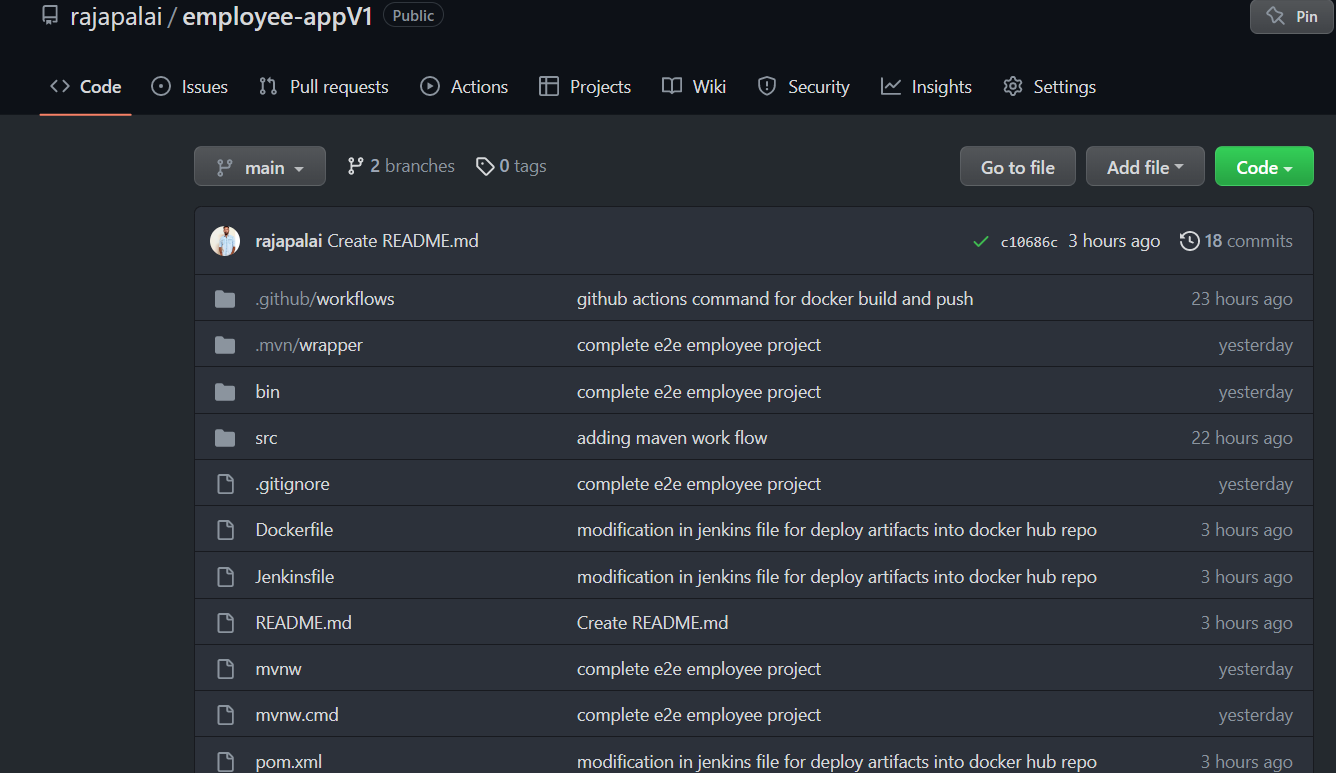 rajapalai / employee-appV1 Public Pin
Code Issues Pull requests Actions Projects Wiki Security Insights Settings
main 2 branches 0 tags Go to file Add file Code
rajapalai Create README.md c10686c 3 hours ago 18 commits
.github/workflows github actions command for docker build and push 23 hours ago
.mvn/wrapper complete e2e employee project yesterday
bin complete e2e employee project yesterday
src adding maven work flow 22 hours ago
.gitignore complete e2e employee project yesterday
Dockerfile modification in jenkins file for deploy artifacts into docker hub repo 3 hours ago
Jenkinsfile modification in jenkins file for deploy artifacts into docker hub repo 3 hours ago
README.md Create README.md 3 hours ago
mvnw complete e2e employee project yesterday
mvnw.cmd complete e2e employee project yesterday
pom.xml modification in jenkins file for deploy artifacts into docker hub repo 3 hours ago